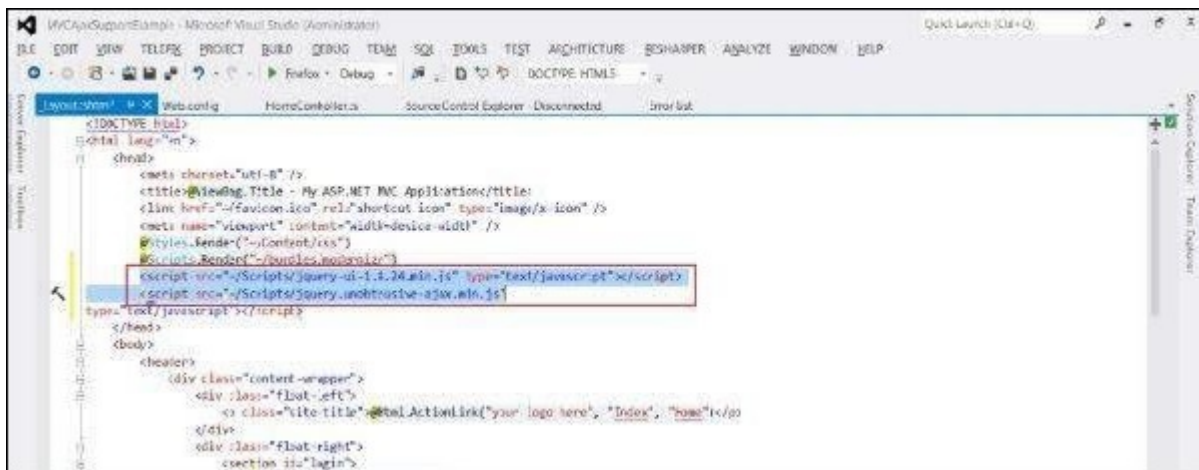 MVCAjaxSupportExample - Microsoft Visual Studio (Administrator) Quick Launch (Ctrl+Q)
FILE EDIT VIEW TELERIK PROJECT BUILD DEBUG TEAM SQL TOOLS TEST ARCHITECTURE RESHARPER ANALYZE WINDOW HELP
Firefox Debug DOCTYPE: HTML5
_Layout.cshtml* Web.config HomeController.cs Source Control Explorer - Disconnected Error List
Server Explorer
Toolbox
Solution Explorer
Team Explorer
<!DOCTYPE html>
<html lang="en">
<head>
<meta charset="utf-8" />
<title>@ViewBag.Title - My ASP.NET MVC Application</title>
<link href="~/favicon.ico" rel="shortcut icon" type="image/x-icon" />
<meta name="viewport" content="width=device-width" />
@Styles.Render("~/Content/css")
@Scripts.Render("~/bundles/modernizr")
<script src="~/Scripts/jquery-ui-1.8.24.min.js" type="text/javascript"></script>
<script src="~/Scripts/jquery.unobtrusive-ajax.min.js"
type="text/javascript"></script>
</head>
<body>
<header>
<div class="content-wrapper">
<div class="float-left">
<p class="site-title">@Html.ActionLink("your logo here", "Index", "Home")</p>
</div>
<div class="float-right">
<section id="login">